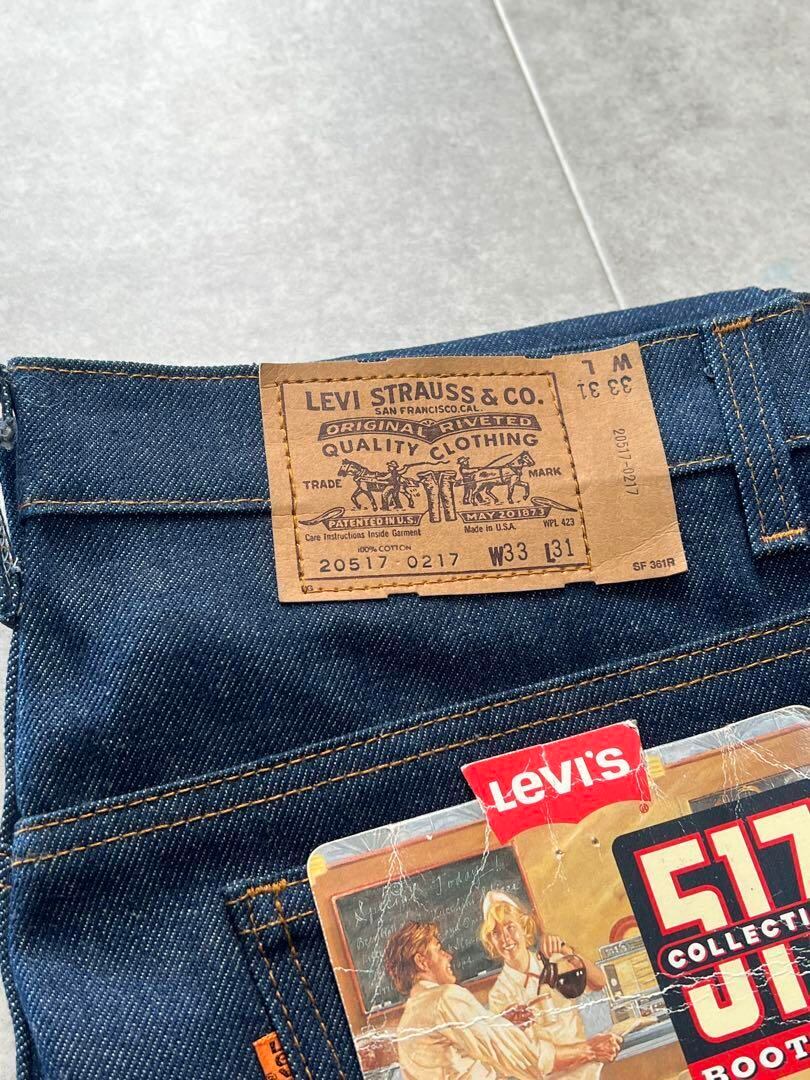 LEVI STRAUSS & CO.
SAN FRANCISCO, CAL.
ORIGINAL RIVETED
QUALITY CLOTHING
TRADE MARK
PATENTED IN U.S. MAY 20 1873
Care Instructions Inside Garment Made in U.S.A. WPL 423
100% COTTON
20517-0217 W33 L31
W L
33 31
20517-0217
SF 361R
LEVI'S
®
517
COLLECTI
517
BOOT
Today's